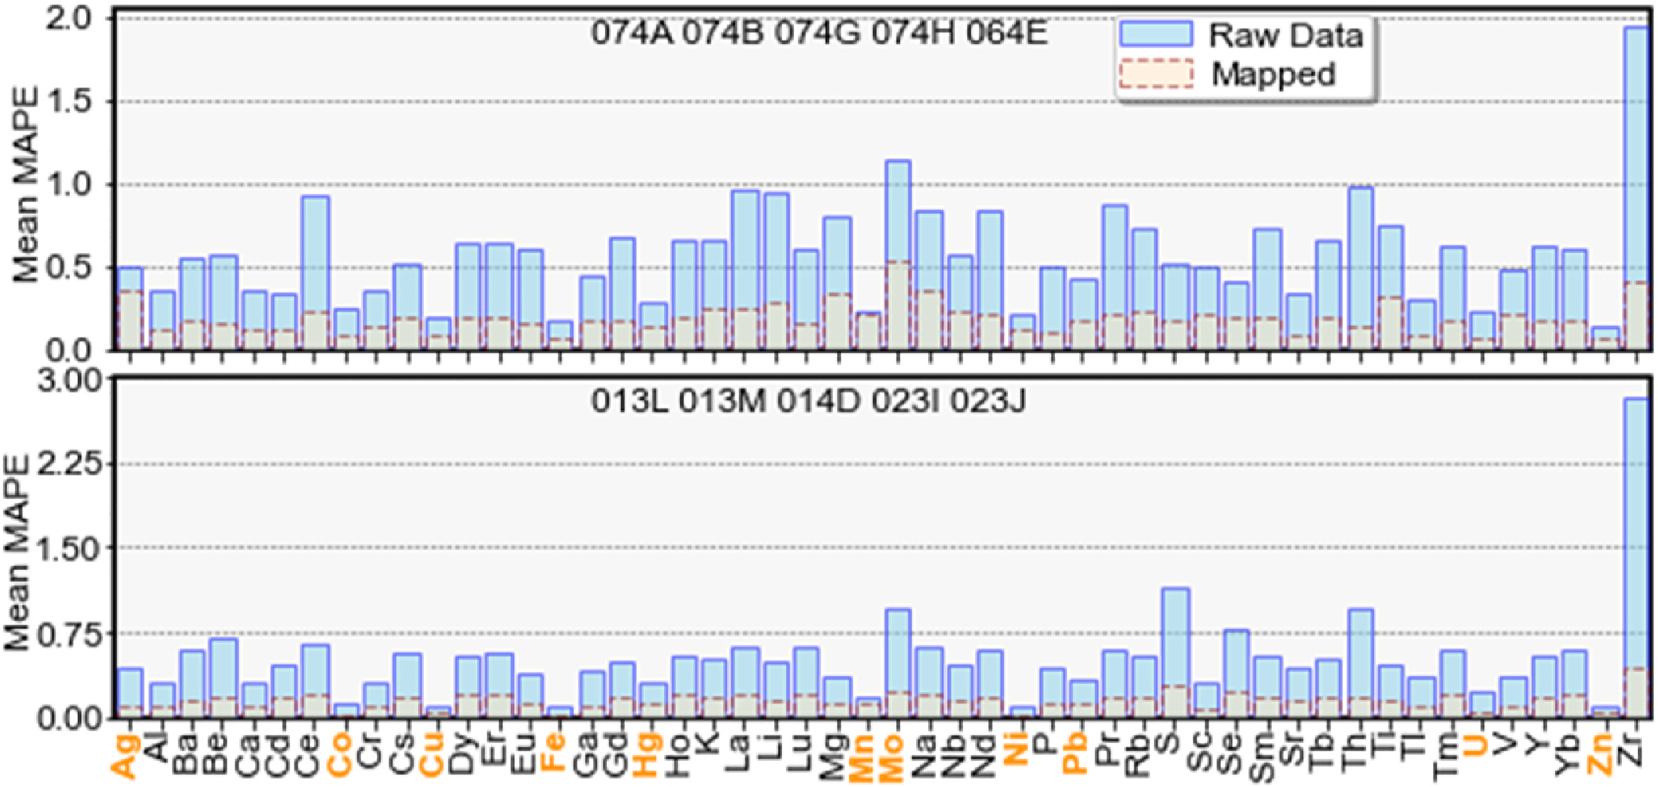 2.0
074A 074B 074G 074H 064E
Raw Data
Mapped
1.5
1.0
0.5
0.0
Mean MAPE
3.00
013L 013M 014D 023I 023J
2.25
1.50
0.75
0.00
Mean MAPE
Ag Al Ba Be Ca Cd Ce Co Cr Cs Cu Dy Er Eu Fe Ga Gd Hg Ho K La Li Lu Mg Mn Mo Na Nb Nd Ni P Pb Pr Rb S Sc Se Sm Sr Tb Th Ti Tl Tm U V Y Yb Zn Zr